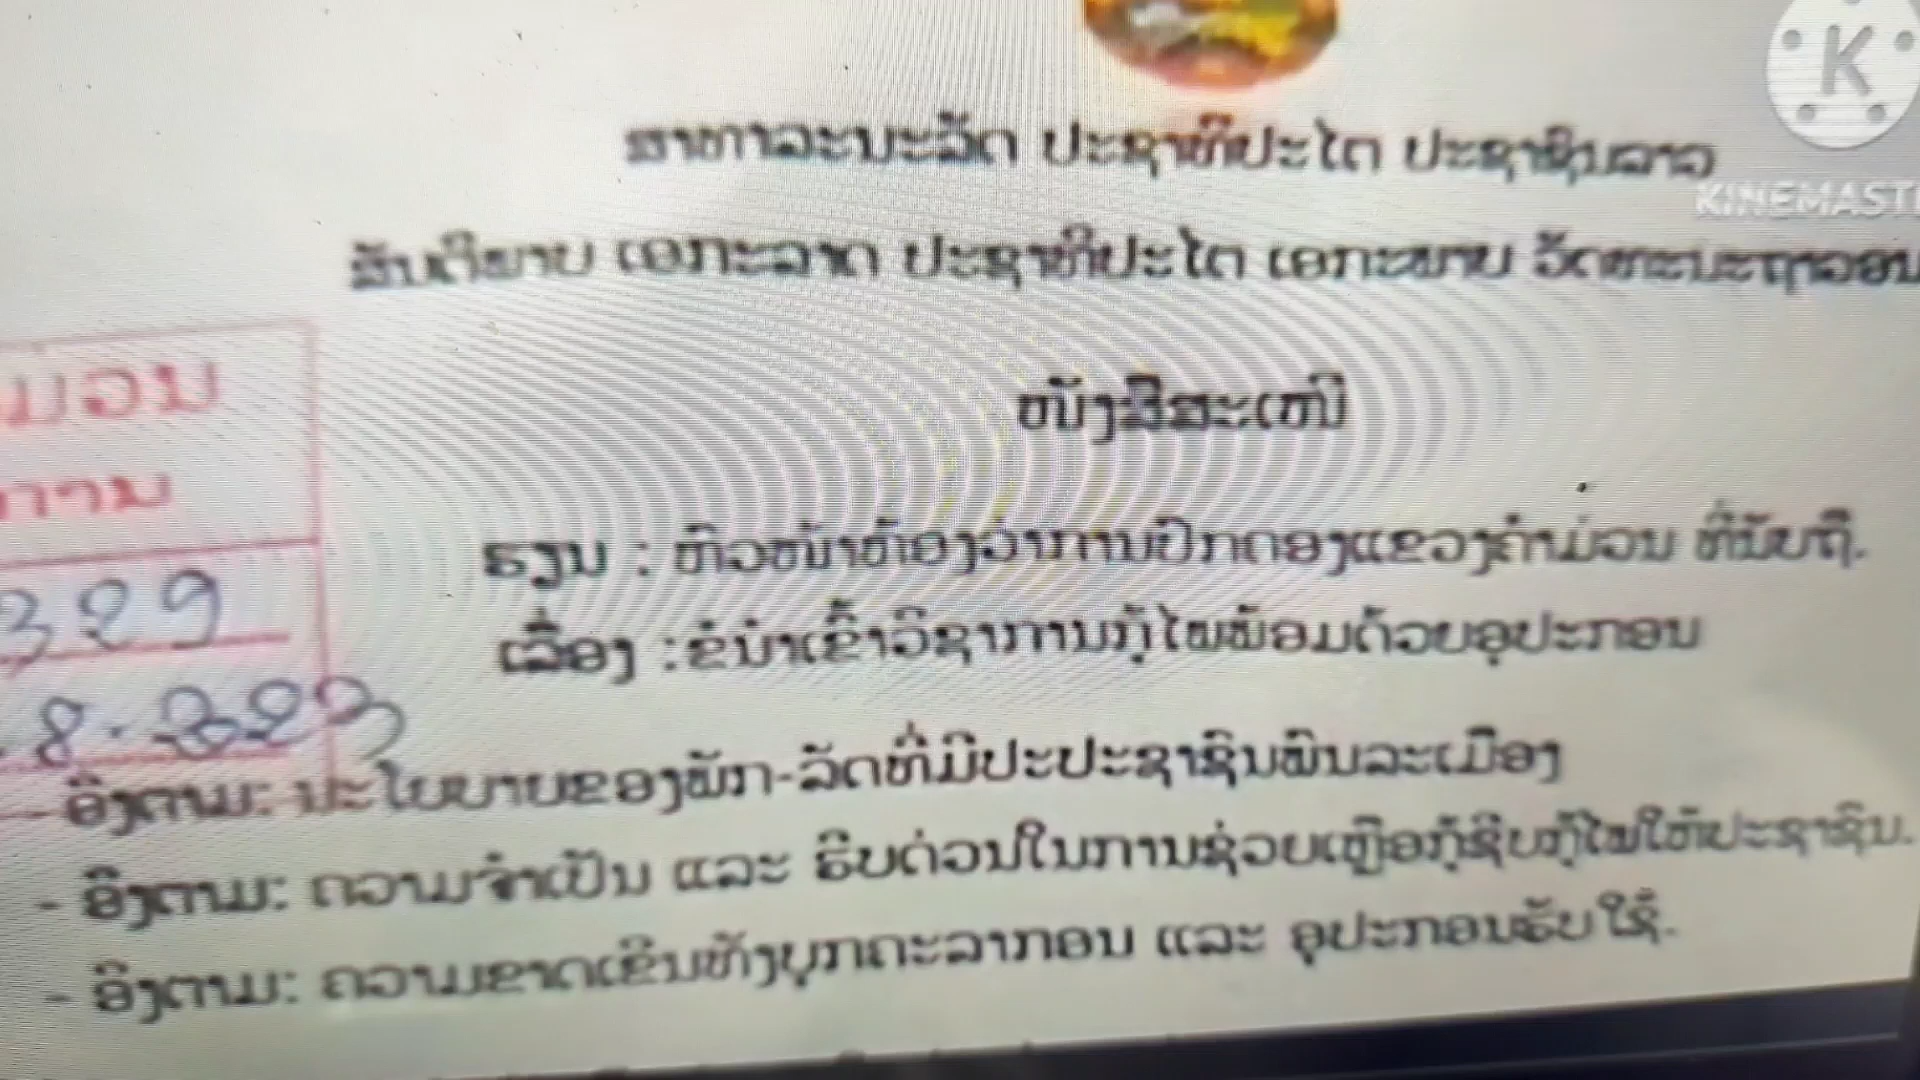 ສາທາລະນະລັດ ປະຊາທິປະໄຕ ປະຊາຊົນລາວ
KINEMAST
ສັນຕິພາບ ເອກະລາດ ປະຊາທິປະໄຕ ເອກະພາບ ວັດທະນະຖາວອນ
ມ່ວນ
ໜັງສືສະເໜີ
ການ
ຮຽນ : ຫົວໜ້າຫ້ອງວ່າການປົກຄອງແຂວງຄຳມ່ວນ ທີ່ນັບຖື.
329
ເລື່ອງ :ຂໍນຳເຂົ້າວິຊາການກູ້ໄພພ້ອມດ້ວຍອຸປະກອນ
- ອີງຕາມ: ປະໂຍບາຍຂອງພັກ-ລັດທີ່ມີປະປະຊາຊົນພົນລະເມືອງ
- ອີງຕາມ: ຄວາມຈຳເປັນ ແລະ ຮີບດ່ວນໃນການຊ່ວຍເຫຼືອກູ້ຊີບກູ້ໄພໃຫ້ປະຊາຊົນ.
- ອີງຕາມ: ຄວາມຂາດເຂີນທັງບຸກຄະລາກອນ ແລະ ອຸປະກອນຮັບໃຊ້.